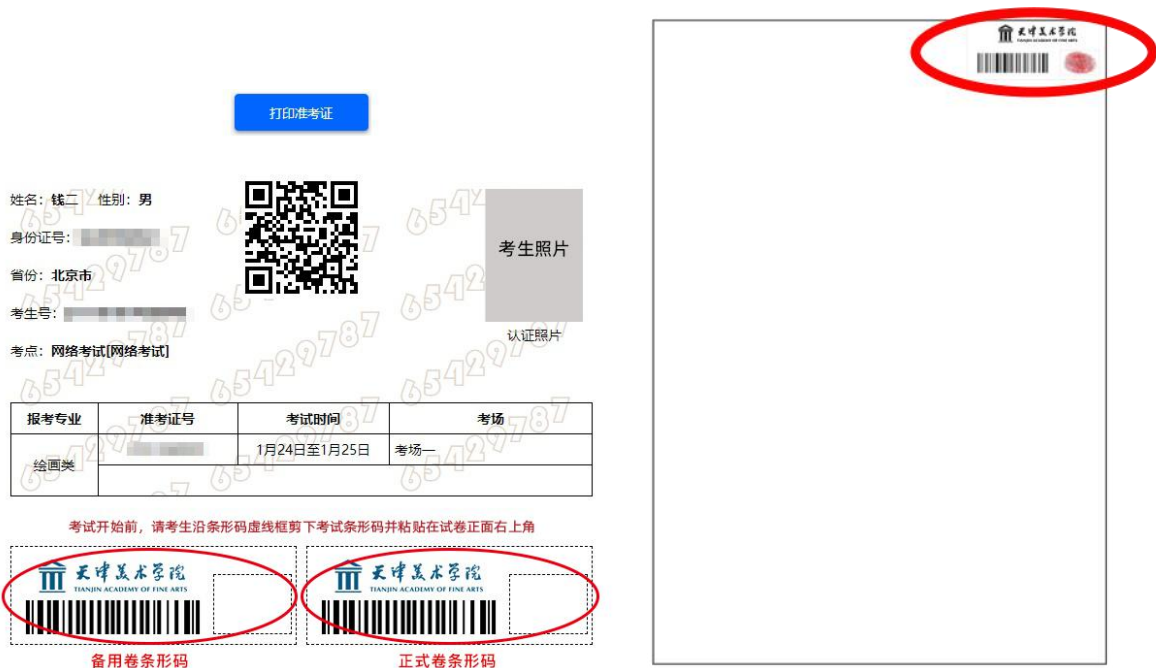 打印准考证
姓名：钱二 性别：男
身份证号：
省份：北京市
考生号：
考点：网络考试[网络考试]
考生照片
认证照片
65429787
报考专业 准考证号 考试时间 考场
绘画类 1月24日至1月25日 考场一
考试开始前，请考生沿条形码虚线框剪下考试条形码并粘贴在试卷正面右上角
天津美术学院
TIANJIN ACADEMY OF FINE ARTS
备用卷条形码
天津美术学院
TIANJIN ACADEMY OF FINE ARTS
正式卷条形码
天津美术学院
TIANJIN ACADEMY OF FINE ARTS